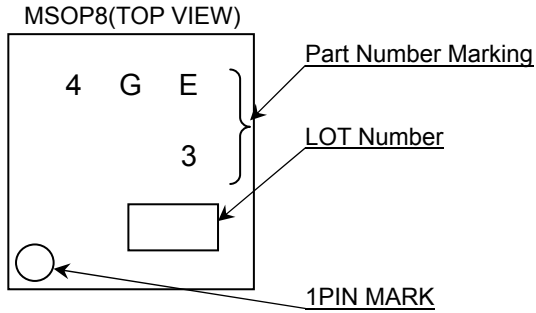 MSOP8(TOP VIEW)
Part Number Marking
4 G E
LOT Number
3
1PIN MARK